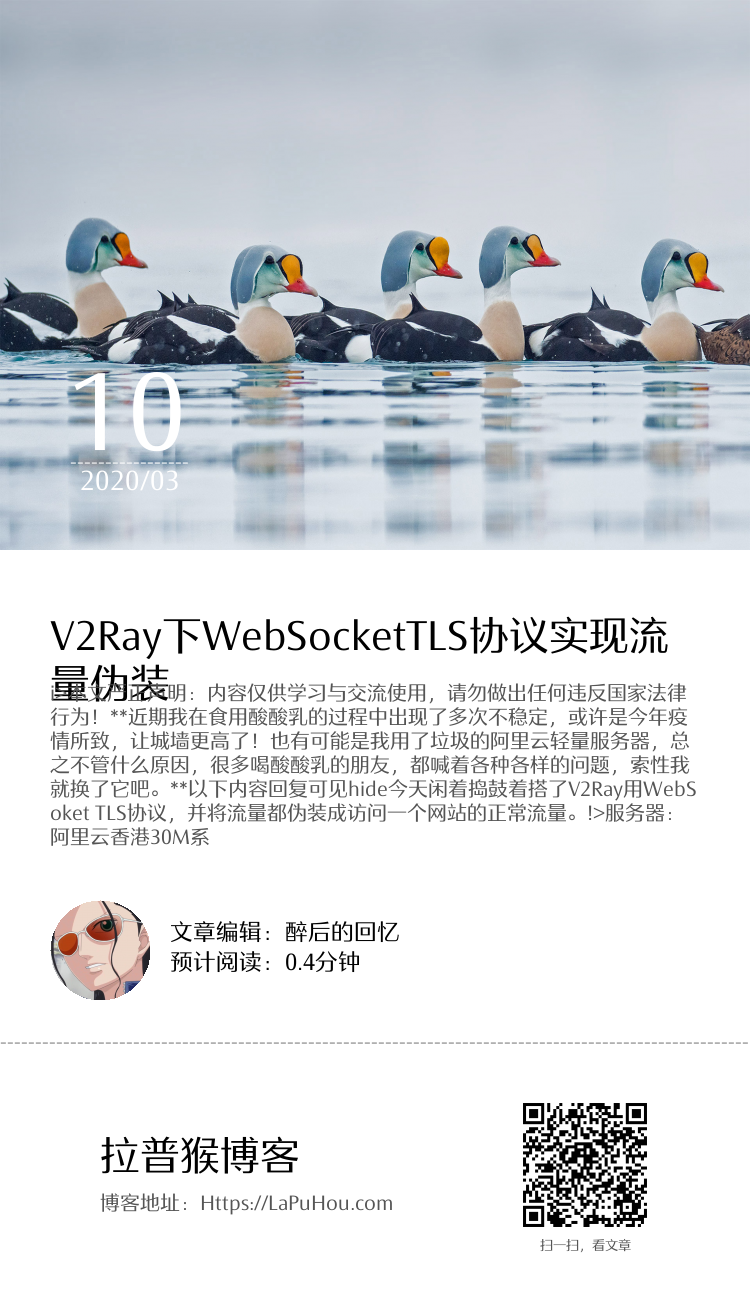 10
2020/03
V2Ray下WebSocketTLS协议实现流
量伪装
明：内容仅供学习与交流使用，请勿做出任何违反国家法律
行为！**近期我在食用酸酸乳的过程中出现了多次不稳定，或许是今年疫
情所致，让城墙更高了！也有可能是我用了垃圾的阿里云轻量服务器，总
之不管什么原因，很多喝酸酸乳的朋友，都喊着各种各样的问题，索性我
就换了它吧。**以下内容回复可见hide今天闲着捣鼓着搭了V2Ray用WebS
oket TLS协议，并将流量都伪装成访问一个网站的正常流量。!>服务器：
阿里云香港30M系
文章编辑：醉后的回忆
预计阅读：0.4分钟
拉普猴博客
博客地址：Https://LaPuHou.com
扫一扫，看文章